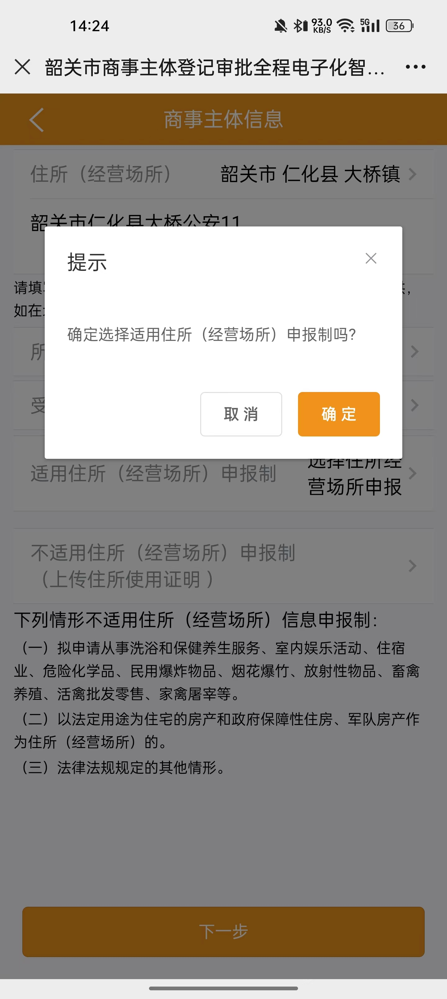 14:24
93.0
KB/S
5G
36
韶关市商事主体登记审批全程电子化智...
商事主体信息
住所（经营场所）
韶关市 仁化县 大桥镇
韶关市仁化县大桥公安11
提示
请填
如在
确定选择适用住所（经营场所）申报制吗?
所
受
取 消
确 定
适用住所（经营场所）申报制
选择住所经
营场所申报
不适用住所（经营场所）申报制
（上传住所使用证明 ）
下列情形不适用住所（经营场所）信息申报制：
（一）拟申请从事洗浴和保健养生服务、室内娱乐活动、住宿
业、危险化学品、民用爆炸物品、烟花爆竹、放射性物品、畜禽
养殖、活禽批发零售、家禽屠宰等。
（二）以法定用途为住宅的房产和政府保障性住房、军队房产作
为住所（经营场所）的。
（三）法律法规规定的其他情形。
下一步